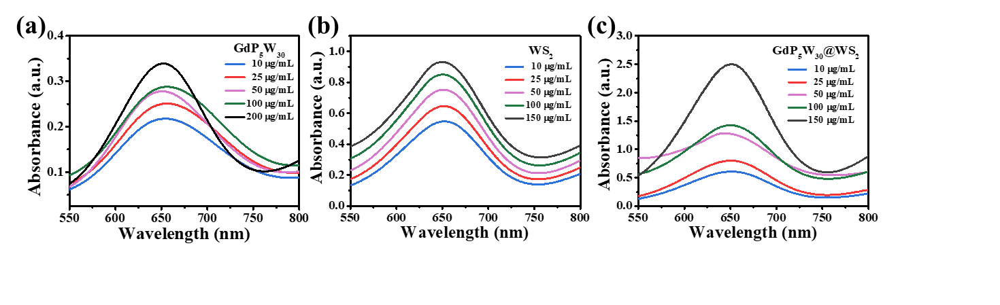 (a)
0.4
0.3
0.2
0.1
Absorbance (a.u.)
GdP5W30
10 μg/mL
25 μg/mL
50 μg/mL
100 μg/mL
200 μg/mL
550 600 650 700 750 800
Wavelength (nm)
(b)
1.0
0.8
0.6
0.4
0.2
0.0
Absorbance (a.u.)
WS2
10 μg/mL
25 μg/mL
50 μg/mL
100 μg/mL
150 μg/mL
550 600 650 700 750 800
Wavelength (nm)
(c)
3.0
2.5
2.0
1.5
1.0
0.5
0.0
Absorbance (a.u.)
GdP5W30@WS2
10 μg/mL
25 μg/mL
50 μg/mL
100 μg/mL
150 μg/mL
550 600 650 700 750 800
Wavelength (nm)